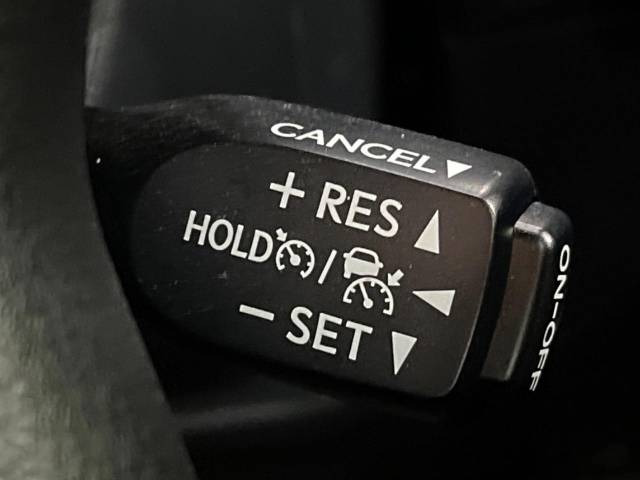 CANCEL▼
+ RES ▲
HOLD / ◀
- SET ▼
ON-OFF